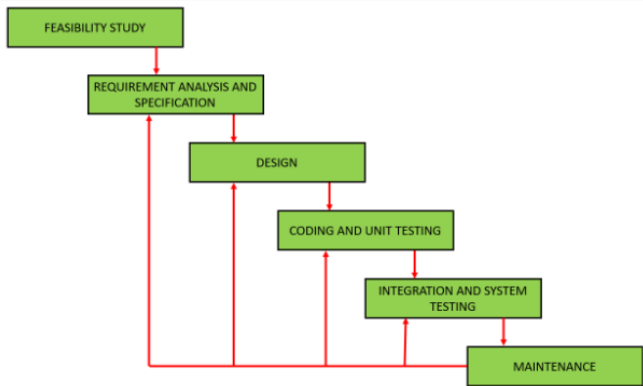 FEASIBILITY STUDY
REQUIREMENT ANALYSIS AND
SPECIFICATION
DESIGN
CODING AND UNIT TESTING
INTEGRATION AND SYSTEM
TESTING
MAINTENANCE